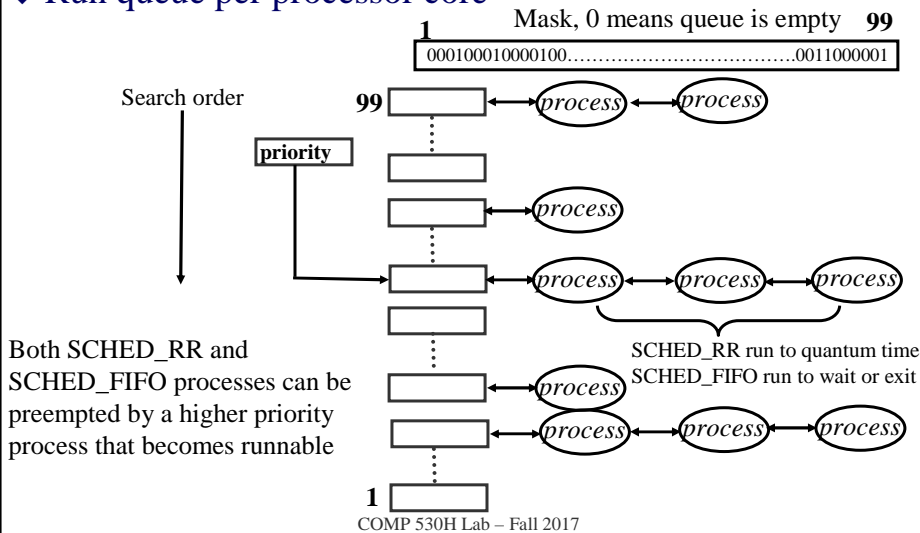 Run queue per processor core
Mask, 0 means queue is empty 99
1
0001000010000100……………………………….0011000001
Search order
99
process process
priority
process
process process process
Both SCHED_RR and
SCHED_FIFO processes can be
preempted by a higher priority
process that becomes runnable
SCHED_RR run to quantum time
SCHED_FIFO run to wait or exit
process
process process process
1
COMP 530H Lab – Fall 2017